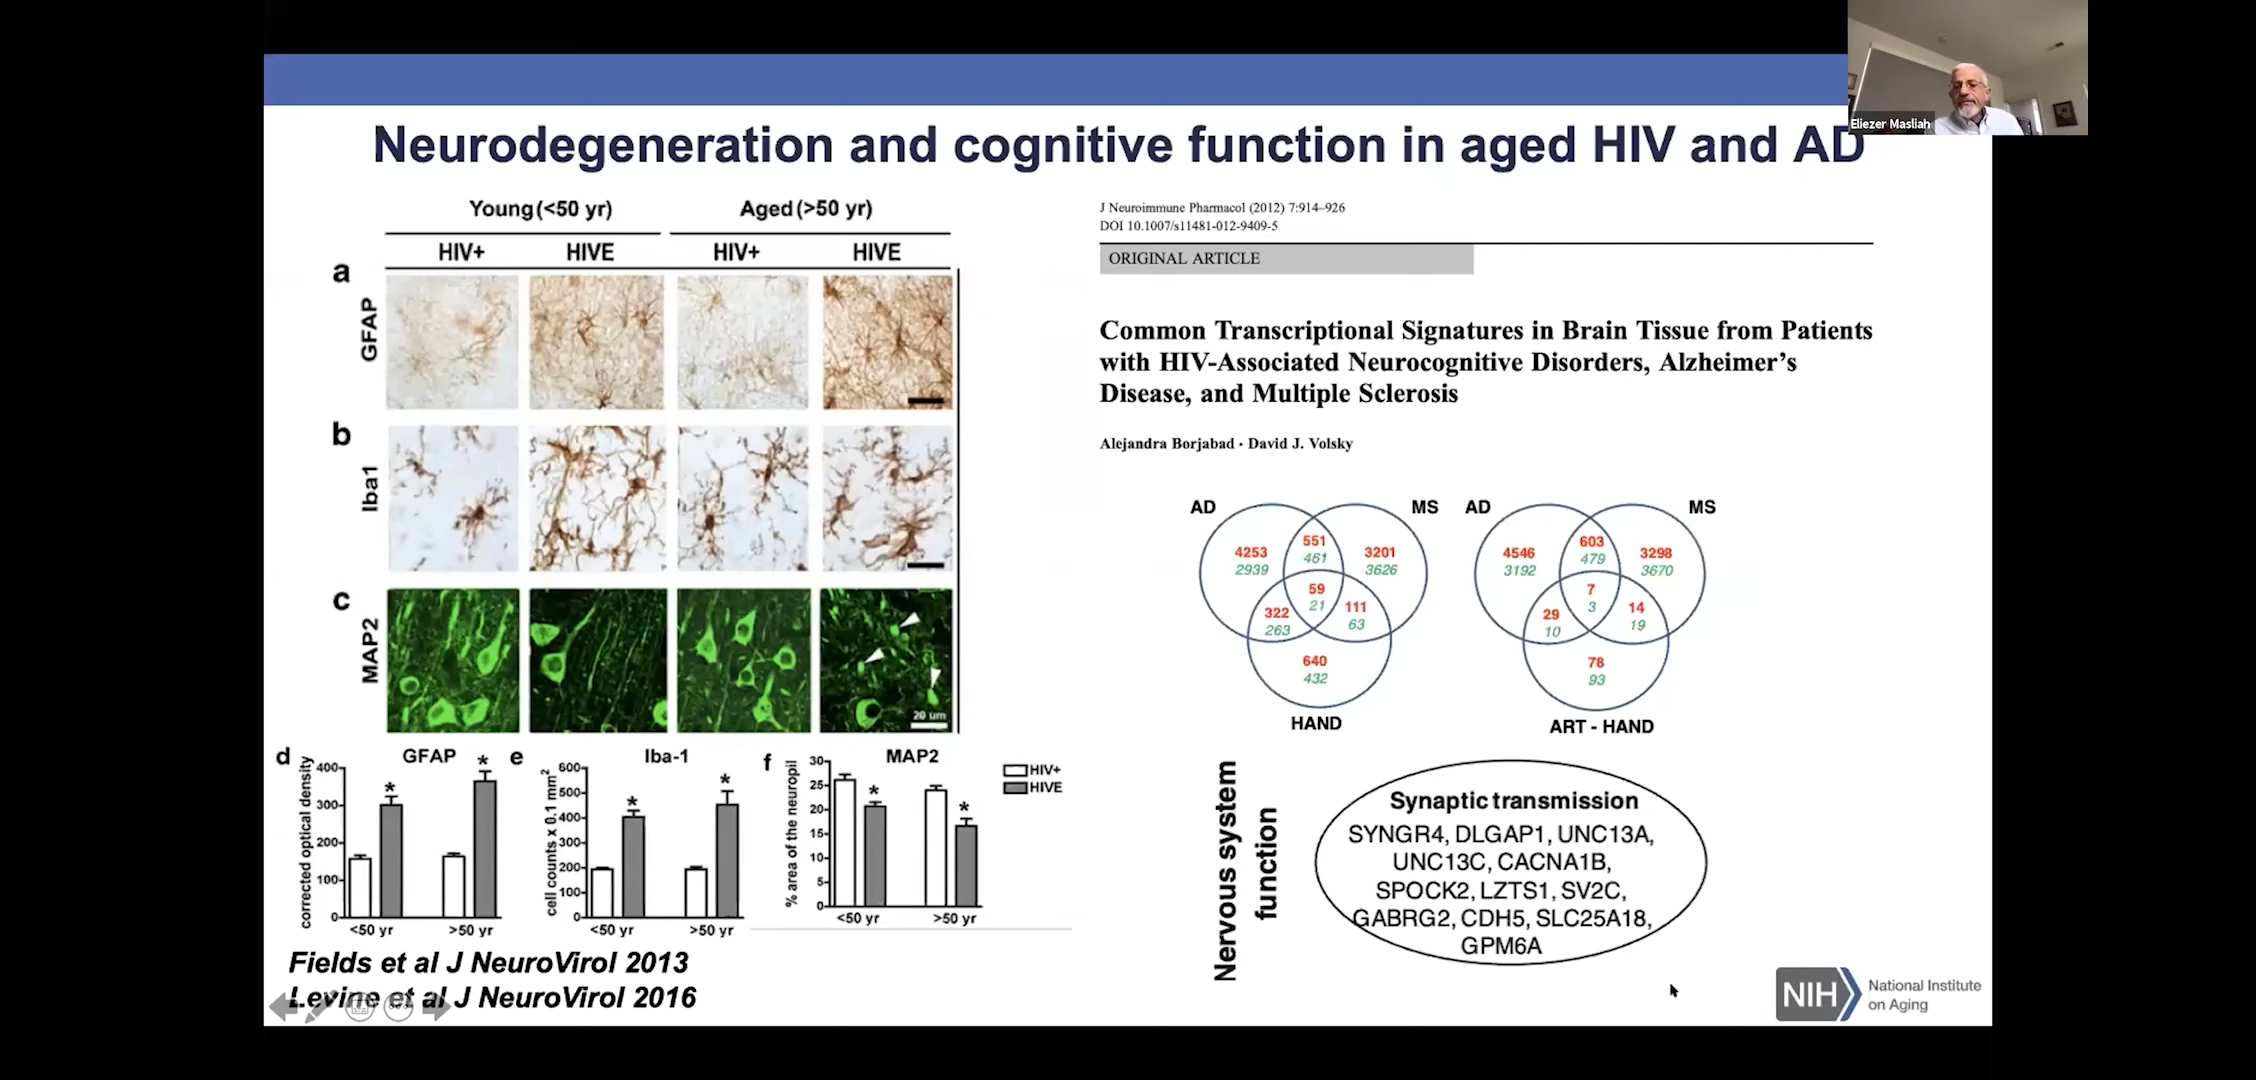 Eliezer Masliah
Neurodegeneration and cognitive function in aged HIV and AD
Young (<50 yr)
Aged (>50 yr)
HIV+
HIVE
HIV+
HIVE
a
GFAP
b
Iba1
c
MAP2
20 um
d
GFAP
corrected optical density
400
300
200
100
0
*
*
<50 yr
>50 yr
e
Iba-1
cell counts x 0.1 mm²
600
500
400
300
200
100
0
*
*
<50 yr
>50 yr
f
MAP2
% area of the neuropil
30
25
20
15
10
5
0
*
*
<50 yr
>50 yr
HIV+
HIVE
Fields et al J NeuroVirol 2013
Levine et al J NeuroVirol 2016
J Neuroimmune Pharmacol (2012) 7:914–926
DOI 10.1007/s11481-012-9409-5
ORIGINAL ARTICLE
Common Transcriptional Signatures in Brain Tissue from Patients
with HIV-Associated Neurocognitive Disorders, Alzheimer's
Disease, and Multiple Sclerosis
Alejandra Borjabad · David J. Volsky
AD
MS
4253
2939
551
461
3201
3626
59
21
322
263
111
63
640
432
HAND
AD
MS
4546
3192
603
479
3298
3670
7
3
29
10
14
19
78
93
ART - HAND
Nervous system
function
Synaptic transmission
SYNGR4, DLGAP1, UNC13A,
UNC13C, CACNA1B,
SPOCK2, LZTS1, SV2C,
GABRG2, CDH5, SLC25A18,
GPM6A
NIH
National Institute
on Aging